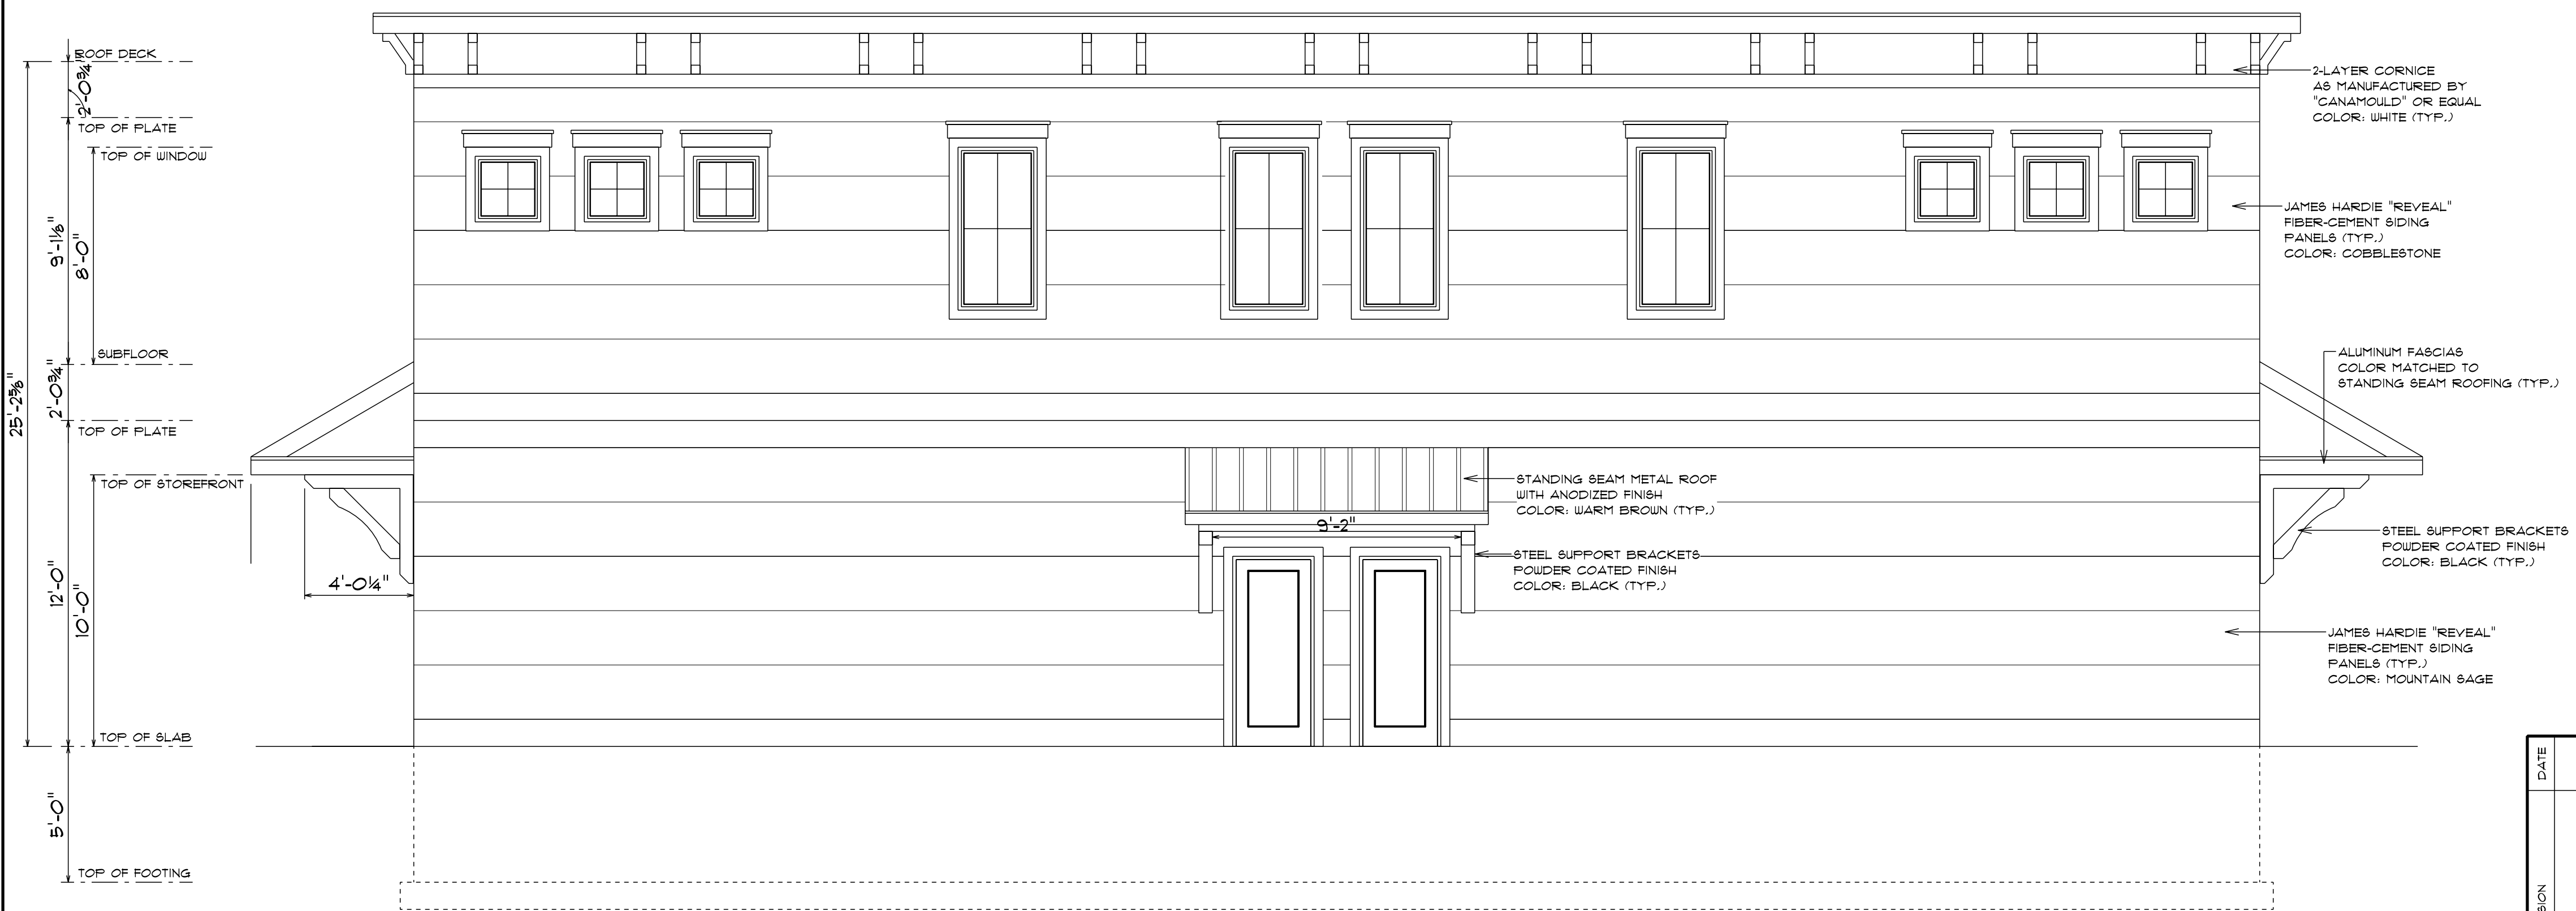 ROOF DECK
2'-0¾"
TOP OF PLATE
TOP OF WINDOW
9'-1⅛"
8'-0"
SUBFLOOR
25'-2⅝"
2'-0¾"
TOP OF PLATE
TOP OF STOREFRONT
12'-0"
10'-0"
4'-0¼"
TOP OF SLAB
5'-0"
TOP OF FOOTING
9'-2"
STANDING SEAM METAL ROOF
WITH ANODIZED FINISH
COLOR: WARM BROWN (TYP.)
STEEL SUPPORT BRACKETS
POWDER COATED FINISH
COLOR: BLACK (TYP.)
2-LAYER CORNICE
AS MANUFACTURED BY
"CANAMOULD" OR EQUAL
COLOR: WHITE (TYP.)
JAMES HARDIE "REVEAL"
FIBER-CEMENT SIDING
PANELS (TYP.)
COLOR: COBBLESTONE
ALUMINUM FASCIAS
COLOR MATCHED TO
STANDING SEAM ROOFING (TYP.)
STEEL SUPPORT BRACKETS
POWDER COATED FINISH
COLOR: BLACK (TYP.)
JAMES HARDIE "REVEAL"
FIBER-CEMENT SIDING
PANELS (TYP.)
COLOR: MOUNTAIN SAGE
DATE
SION